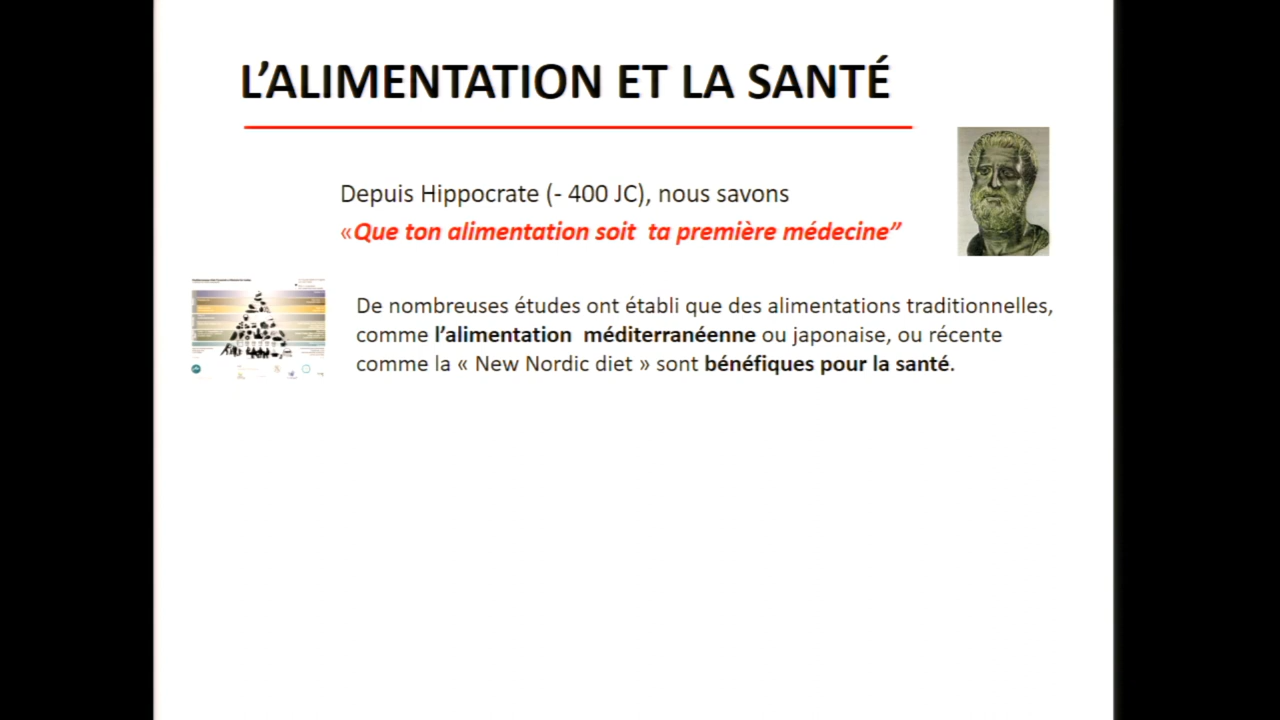 L’ALIMENTATION ET LA SANTÉ
Depuis Hippocrate (- 400 JC), nous savons
«Que ton alimentation soit  ta première médecine”
De nombreuses études ont établi que des alimentations traditionnelles,
comme l’alimentation  méditerranéenne ou japonaise, ou récente
comme la « New Nordic diet » sont bénéfiques pour la santé.